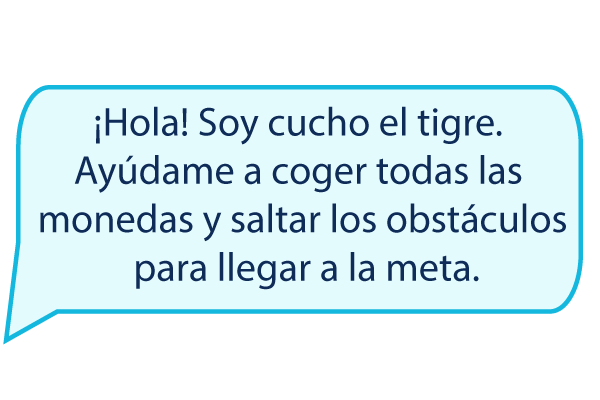 ¡Hola! Soy cucho el tigre.
Ayúdame a coger todas las
monedas y saltar los obstáculos
para llegar a la meta.